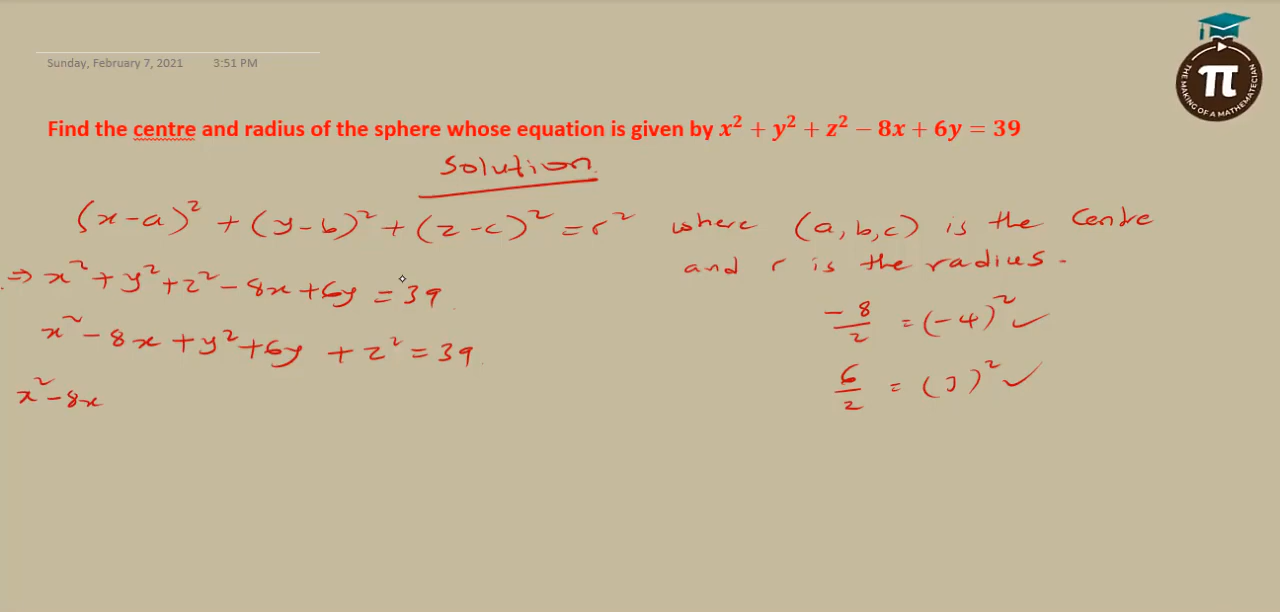 Sunday, February 7, 2021 3:51 PM
THE MAKING OF A MATHEMATECIAN
π
Find the centre and radius of the sphere whose equation is given by x² + y² + z² − 8x + 6y = 39
Solution
(x-a)² + (y-b)² + (z-c)² = r² where (a, b, c) is the Centre
and r is the radius.
⇒ x² + y² + z² - 8x + 6y = 39
-8/2 = (-4)² ✓
x² - 8x + y² + 6y + z² = 39
6/2 = (3)² ✓
x² - 8x